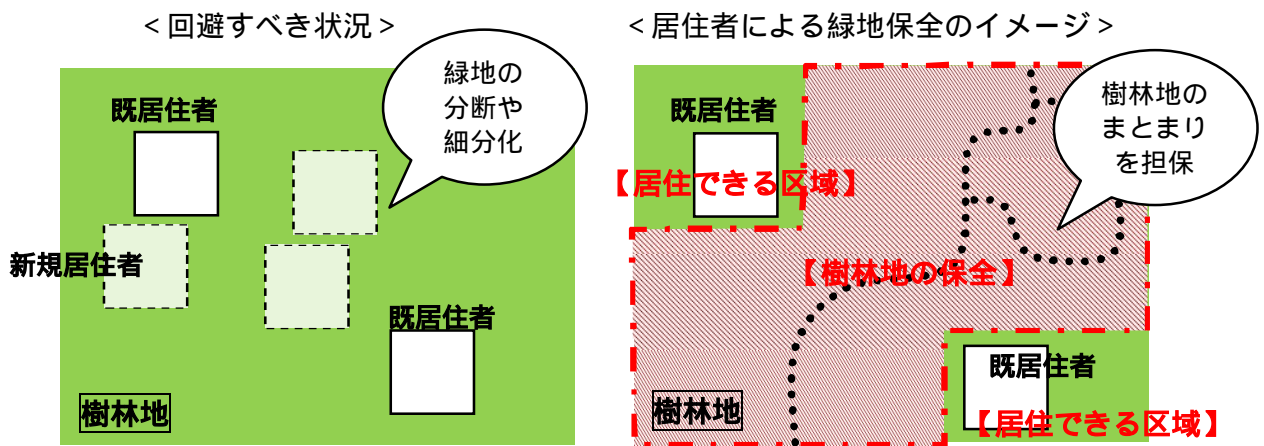 <回避すべき状況>
緑地の
分断や
細分化
既居住者
新規居住者
既居住者
樹林地
<居住者による緑地保全のイメージ>
樹林地の
まとまり
を担保
既居住者
【居住できる区域】
【樹林地の保全】
既居住者
樹林地
【居住できる区域】